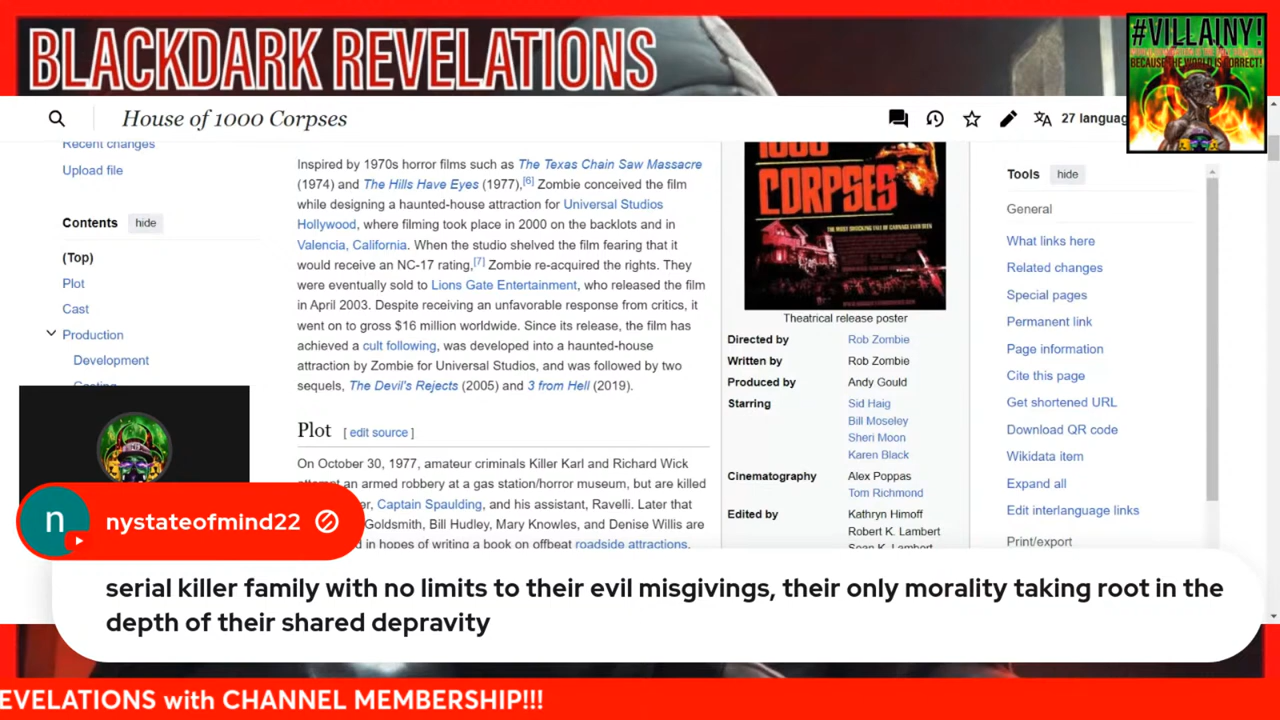 BLACKDARK REVELATIONS
#VILLAINY!
BECAUSE THE WORLD IS CORRECT!
House of 1000 Corpses
27 languag
Recent changes
Upload file
Contents hide
(Top)
Plot
Cast
Production
Development
Casting
Inspired by 1970s horror films such as The Texas Chain Saw Massacre
(1974) and The Hills Have Eyes (1977),[6] Zombie conceived the film
while designing a haunted-house attraction for Universal Studios
Hollywood, where filming took place in 2000 on the backlots and in
Valencia, California. When the studio shelved the film fearing that it
would receive an NC-17 rating,[7] Zombie re-acquired the rights. They
were eventually sold to Lions Gate Entertainment, who released the film
in April 2003. Despite receiving an unfavorable response from critics, it
went on to gross $16 million worldwide. Since its release, the film has
achieved a cult following, was developed into a haunted-house
attraction by Zombie for Universal Studios, and was followed by two
sequels, The Devil's Rejects (2005) and 3 from Hell (2019).
Plot [ edit source ]
On October 30, 1977, amateur criminals Killer Karl and Richard Wick
attempt an armed robbery at a gas station/horror museum, but are killed
er, Captain Spaulding, and his assistant, Ravelli. Later that
Goldsmith, Bill Hudley, Mary Knowles, and Denise Willis are
d in hopes of writing a book on offbeat roadside attractions.
1000
CORPSES
THE MOST SHOCKING TALE OF CARNAGE EVER SEEN
Theatrical release poster
Directed by Rob Zombie
Written by Rob Zombie
Produced by Andy Gould
Starring Sid Haig
Bill Moseley
Sheri Moon
Karen Black
Cinematography Alex Poppas
Tom Richmond
Edited by Kathryn Himoff
Robert K. Lambert
Sean K. Lambert
Tools hide
General
What links here
Related changes
Special pages
Permanent link
Page information
Cite this page
Get shortened URL
Download QR code
Wikidata item
Expand all
Edit interlanguage links
Print/export
n
nystateofmind22
serial killer family with no limits to their evil misgivings, their only morality taking root in the
depth of their shared depravity
EVELATIONS with CHANNEL MEMBERSHIP!!!